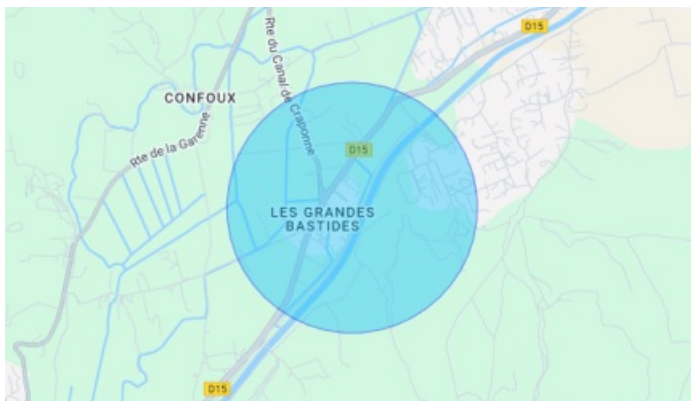 D15
Rte du Canal de Craponne
CONFOUX
Rte de la Garenne
D15
LES GRANDES
BASTIDES
D15